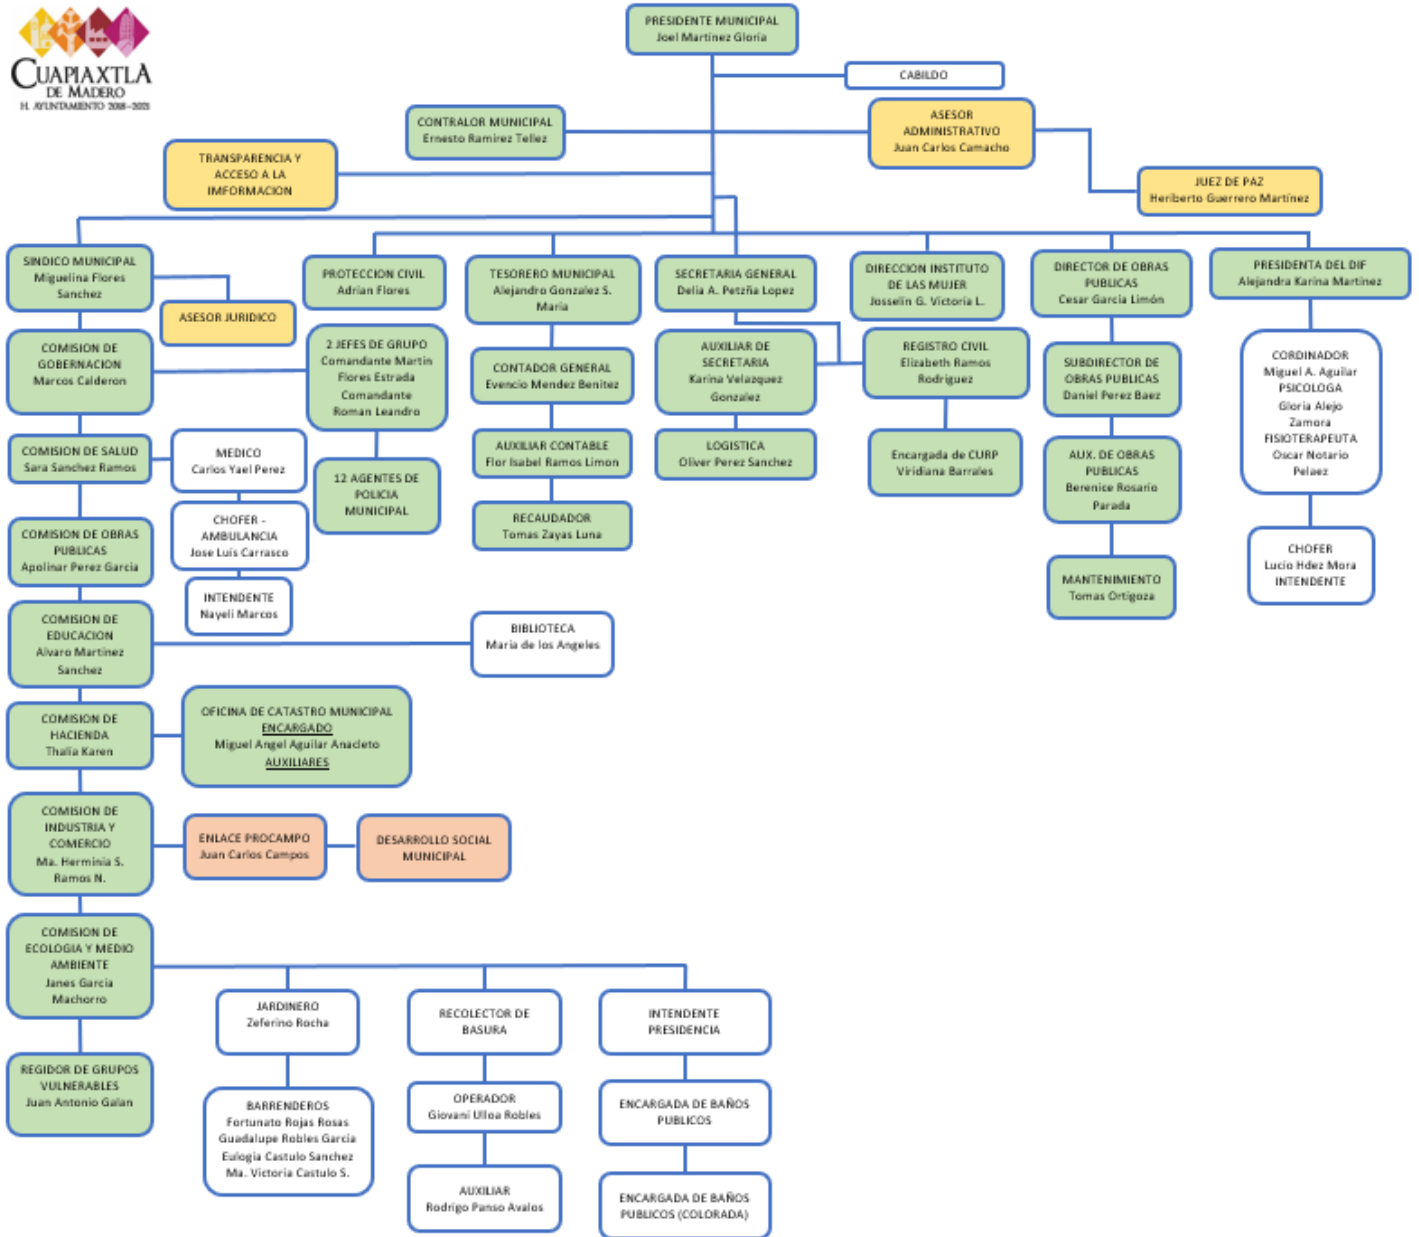 CUAPIAXTLA
DE MADERO
H. AYUNTAMIENTO 2018-2021
PRESIDENTE MUNICIPAL
Joel Martínez Gloria
CABILDO
CONTRALOR MUNICIPAL
Ernesto Ramirez Tellez
ASESOR
ADMINISTRATIVO
Juan Carlos Camacho
TRANSPARENCIA Y
ACCESO A LA
IMFORMACION
JUEZ DE PAZ
Heriberto Guerrero Martínez
SINDICO MUNICIPAL
Miguelina Flores
Sanchez
ASESOR JURIDICO
PROTECCION CIVIL
Adrian Flores
TESORERO MUNICIPAL
Alejandro Gonzalez S.
Maria
SECRETARIA GENERAL
Delia A. Petzña Lopez
DIRECCION INSTITUTO
DE LAS MUJER
Josselin G. Victoria L.
DIRECTOR DE OBRAS
PUBLICAS
Cesar Garcia Limón
PRESIDENTA DEL DIF
Alejandra Karina Martinez
COMISION DE
GOBERNACION
Marcos Calderon
2 JEFES DE GRUPO
Comandante Martin
Flores Estrada
Comandante
Roman Leandro
12 AGENTES DE
POLICIA
MUNICIPAL
CONTADOR GENERAL
Evencio Mendez Benitez
AUXILIAR CONTABLE
Flor Isabel Ramos Limon
RECAUDADOR
Tomas Zayas Luna
AUXILIAR DE
SECRETARIA
Karina Velazquez
Gonzalez
LOGISTICA
Oliver Perez Sanchez
REGISTRO CIVIL
Elizabeth Ramos
Rodriguez
Encargada de CURP
Viridiana Barrales
SUBDIRECTOR DE
OBRAS PUBLICAS
Daniel Perez Baez
AUX. DE OBRAS
PUBLICAS
Berenice Rosario
Parada
MANTENIMIENTO
Tomas Ortigoza
CORDINADOR
Miguel A. Aguilar
PSICOLOGA
Gloria Alejo
Zamora
FISIOTERAPEUTA
Oscar Notario
Pelaez
CHOFER
Lucio Hdez Mora
INTENDENTE
COMISION DE SALUD
Sara Sanchez Ramos
MEDICO
Carlos Yael Perez
CHOFER -
AMBULANCIA
Jose Luis Carrasco
INTENDENTE
Nayeli Marcos
COMISION DE OBRAS
PUBLICAS
Apolinar Perez Garcia
COMISION DE
EDUCACION
Alvaro Martinez
Sanchez
BIBLIOTECA
Maria de los Angeles
COMISION DE
HACIENDA
Thalia Karen
OFICINA DE CATASTRO MUNICIPAL
ENCARGADO
Miguel Angel Aguilar Anacleto
AUXILIARES
COMISION DE
INDUSTRIA Y
COMERCIO
Ma. Herminia S.
Ramos N.
ENLACE PROCAMPO
Juan Carlos Campos
DESARROLLO SOCIAL
MUNICIPAL
COMISION DE
ECOLOGIA Y MEDIO
AMBIENTE
Janes Garcia
Machorro
JARDINERO
Zeferino Rocha
BARRENDEROS
Fortunato Rojas Rosas
Guadalupe Robles Garcia
Eulogia Castulo Sanchez
Ma. Victoria Castulo S.
RECOLECTOR DE
BASURA
OPERADOR
Giovani Ulloa Robles
AUXILIAR
Rodrigo Panso Avalos
INTENDENTE
PRESIDENCIA
ENCARGADA DE BAÑOS
PUBLICOS
ENCARGADA DE BAÑOS
PUBLICOS (COLORADA)
REGIDOR DE GRUPOS
VULNERABLES
Juan Antonio Galan